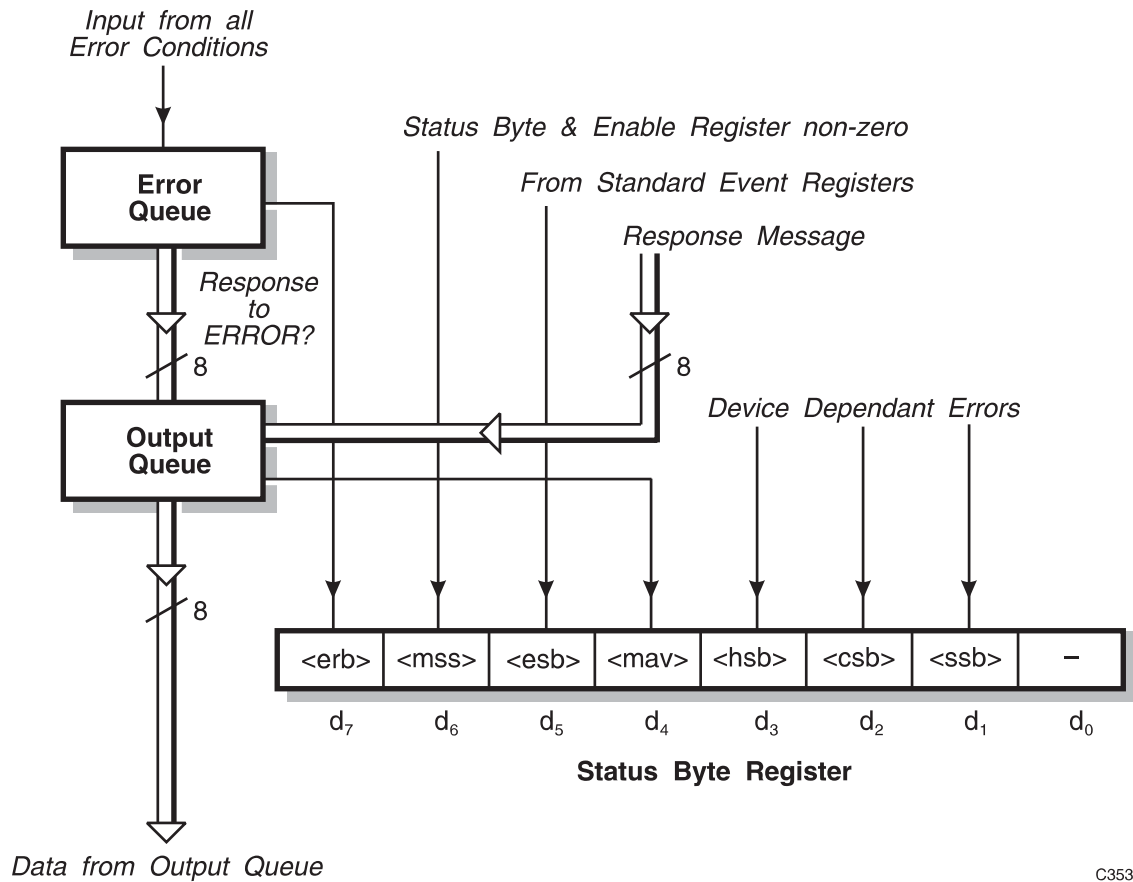 Input from all
Error Conditions
Status Byte & Enable Register non-zero
From Standard Event Registers
Error
Queue
Response Message
Response
to
ERROR?
8
8
Device Dependant Errors
Output
Queue
8
<erb> <mss> <esb> <mav> <hsb> <csb> <ssb> –
d7 d6 d5 d4 d3 d2 d1 d0
Status Byte Register
Data from Output Queue
C353